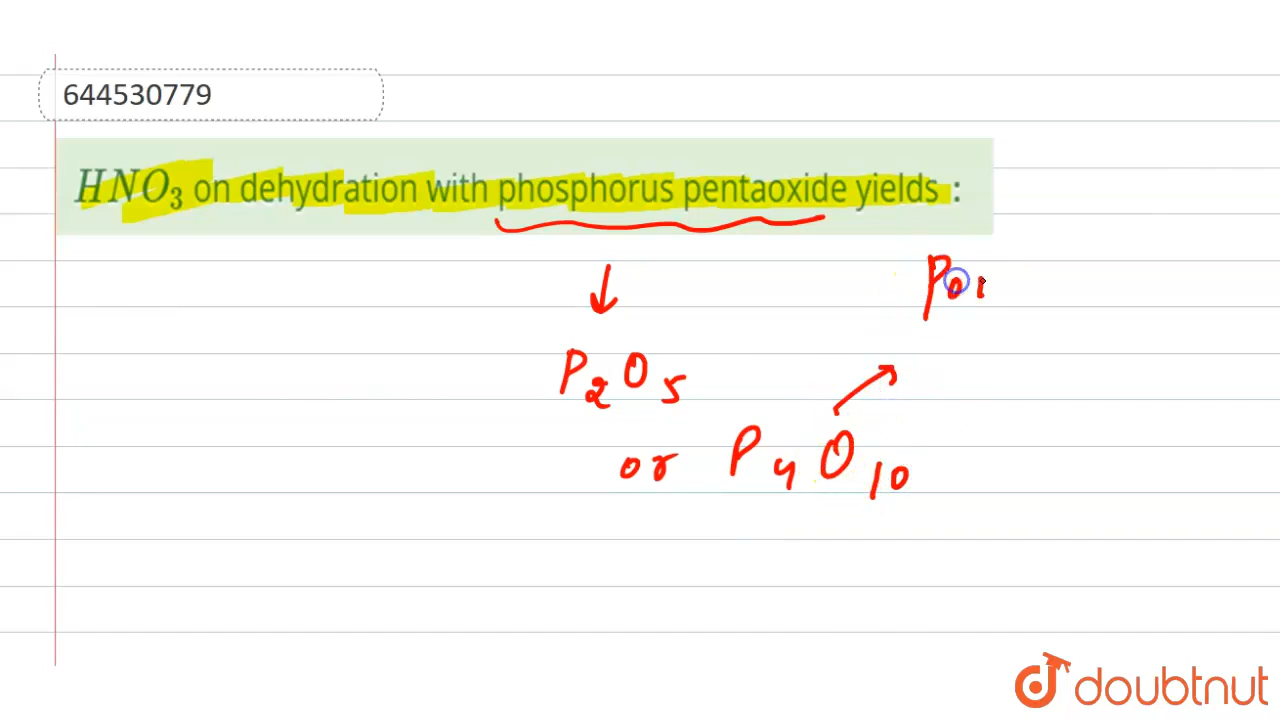 644530779
HNO₃ on dehydration with phosphorus pentaoxide yields :
P₂O₅
or P₄O₁₀
doubtnut